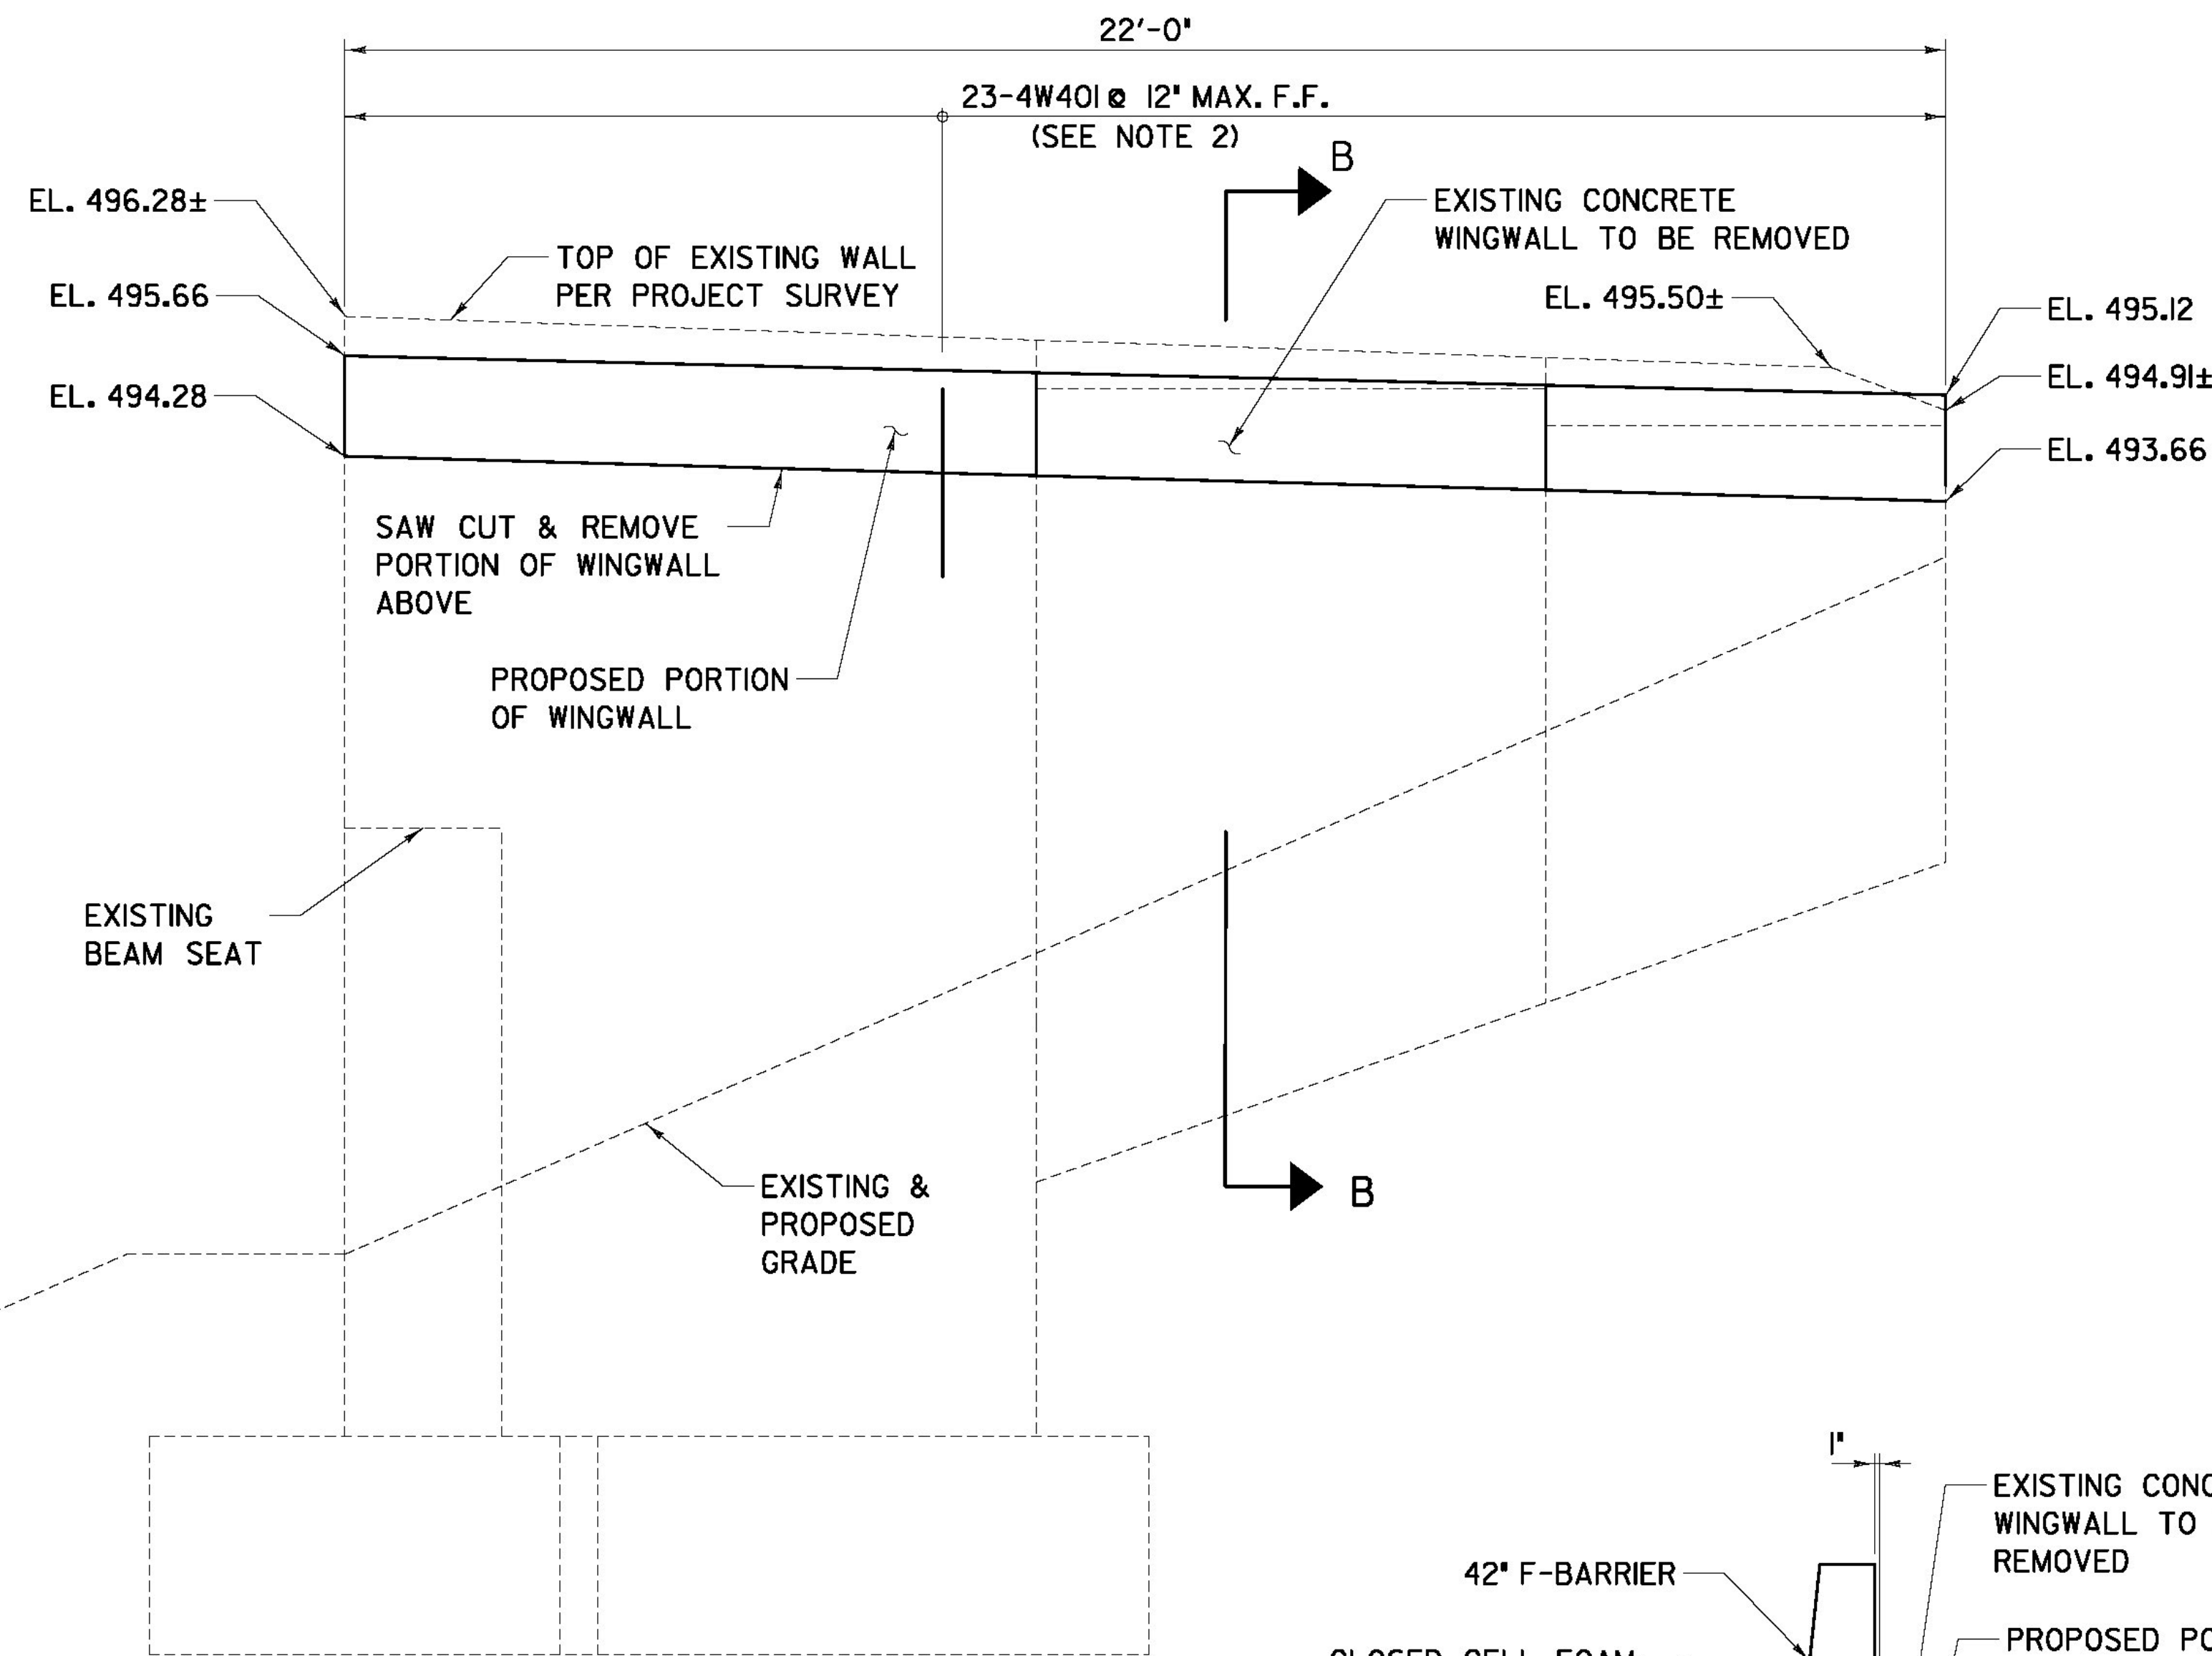 22'-0"
23-4W401 @ 12" MAX. F.F.
(SEE NOTE 2)
B
EL. 496.28±
EXISTING CONCRETE
WINGWALL TO BE REMOVED
TOP OF EXISTING WALL
PER PROJECT SURVEY
EL. 495.66
EL. 495.50±
EL. 495.12
EL. 494.28
EL. 494.91±
EL. 493.66
SAW CUT & REMOVE
PORTION OF WINGWALL
ABOVE
PROPOSED PORTION
OF WINGWALL
EXISTING
BEAM SEAT
EXISTING &
PROPOSED
GRADE
B
1"
EXISTING CONC
WINGWALL TO
REMOVED
42" F-BARRIER
PROPOSED PO
CLOSED CELL FOAM